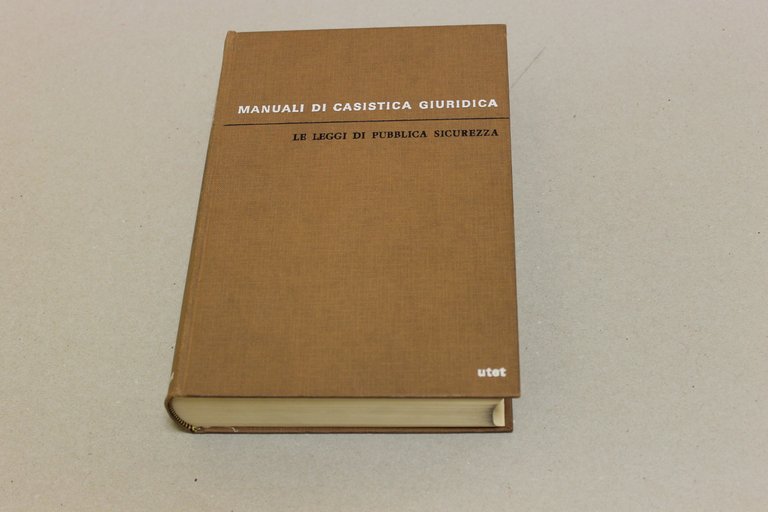 MANUALI DI CASISTICA GIURIDICA
LE LEGGI DI PUBBLICA SICUREZZA
utet